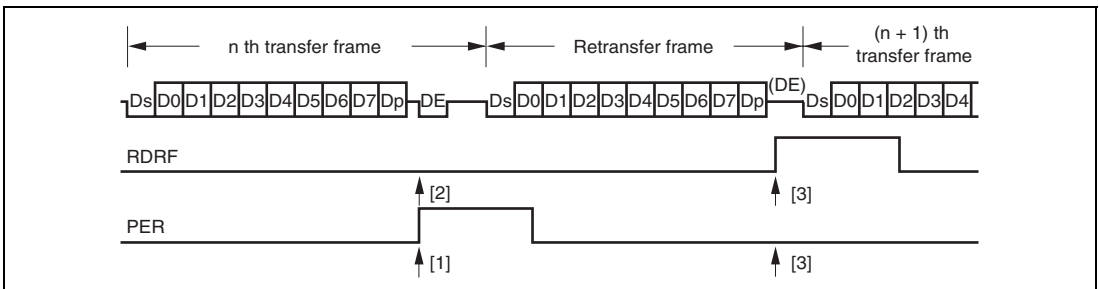 n th transfer frame
Retransfer frame
(n + 1) th
transfer frame
Ds D0 D1 D2 D3 D4 D5 D6 D7 Dp DE Ds D0 D1 D2 D3 D4 D5 D6 D7 Dp (DE) Ds D0 D1 D2 D3 D4
RDRF
[2] [3]
PER
[1] [3]